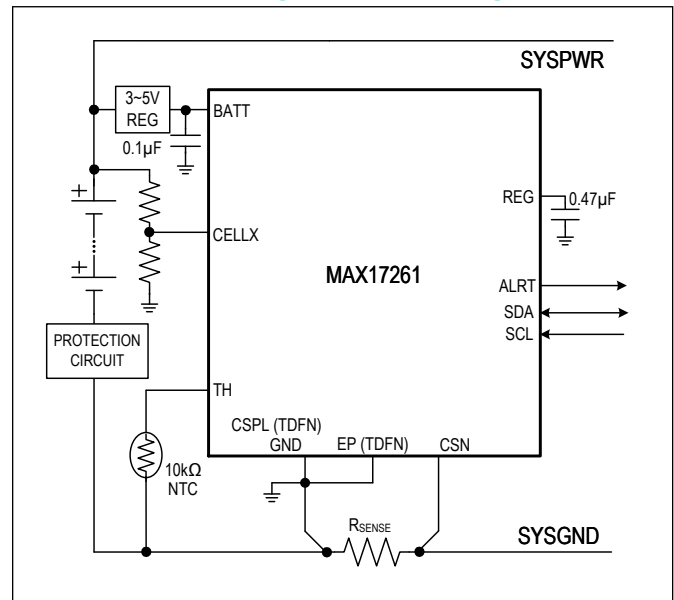 SYSPWR
3~5V
REG
BATT
0.1µF
REG
0.47µF
CELLX
MAX17261
ALRT
SDA
SCL
PROTECTION
CIRCUIT
TH
CSPL (TDFN)
GND
EP (TDFN)
CSN
10kΩ
NTC
RSENSE
SYSGND
+
+